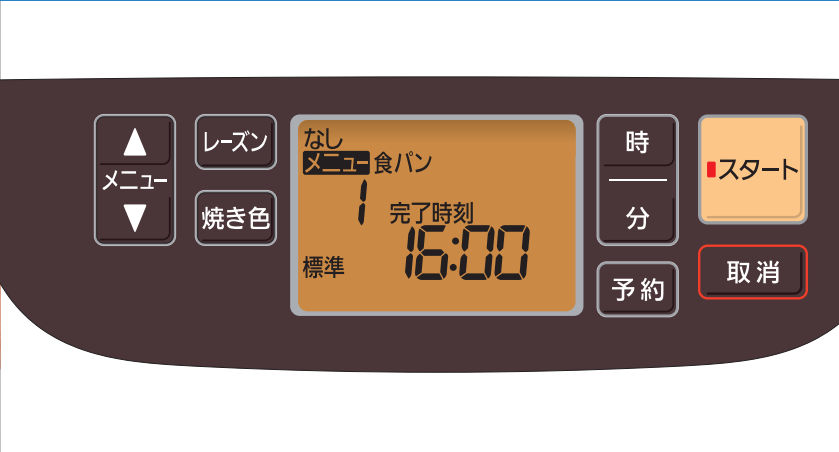 ▲
メニュー
▼
レーズン
焼き色
なし
メニュー 食パン
1
完了時刻
16:00
標準
時
分
予約
スタート
取消